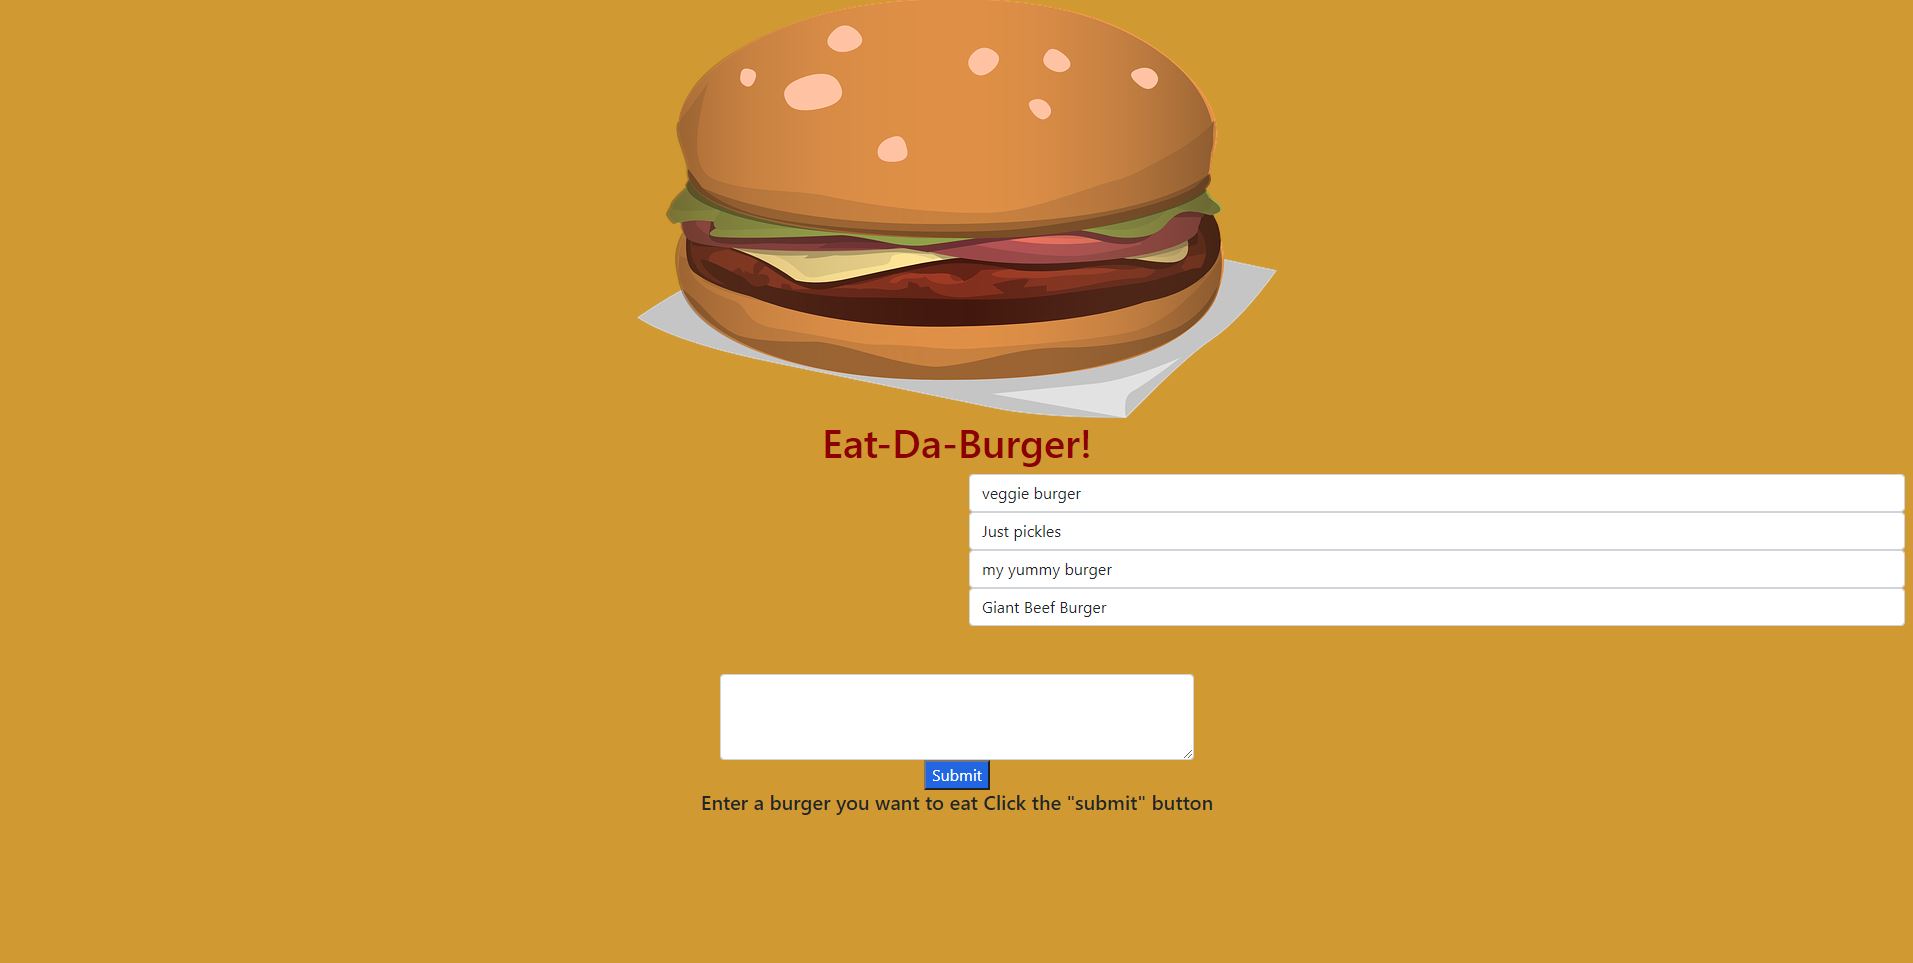 Eat-Da-Burger!
veggie burger
Just pickles
my yummy burger
Giant Beef Burger
Submit
Enter a burger you want to eat Click the "submit" button